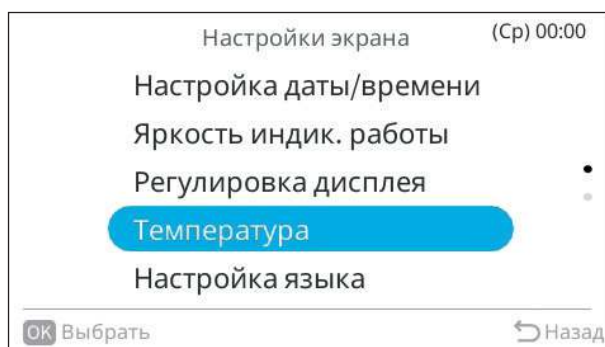 Настройки экрана
(Ср) 00:00
Настройка даты/времени
Яркость индик. работы
Регулировка дисплея
Температура
Настройка языка
OK Выбрать
Назад